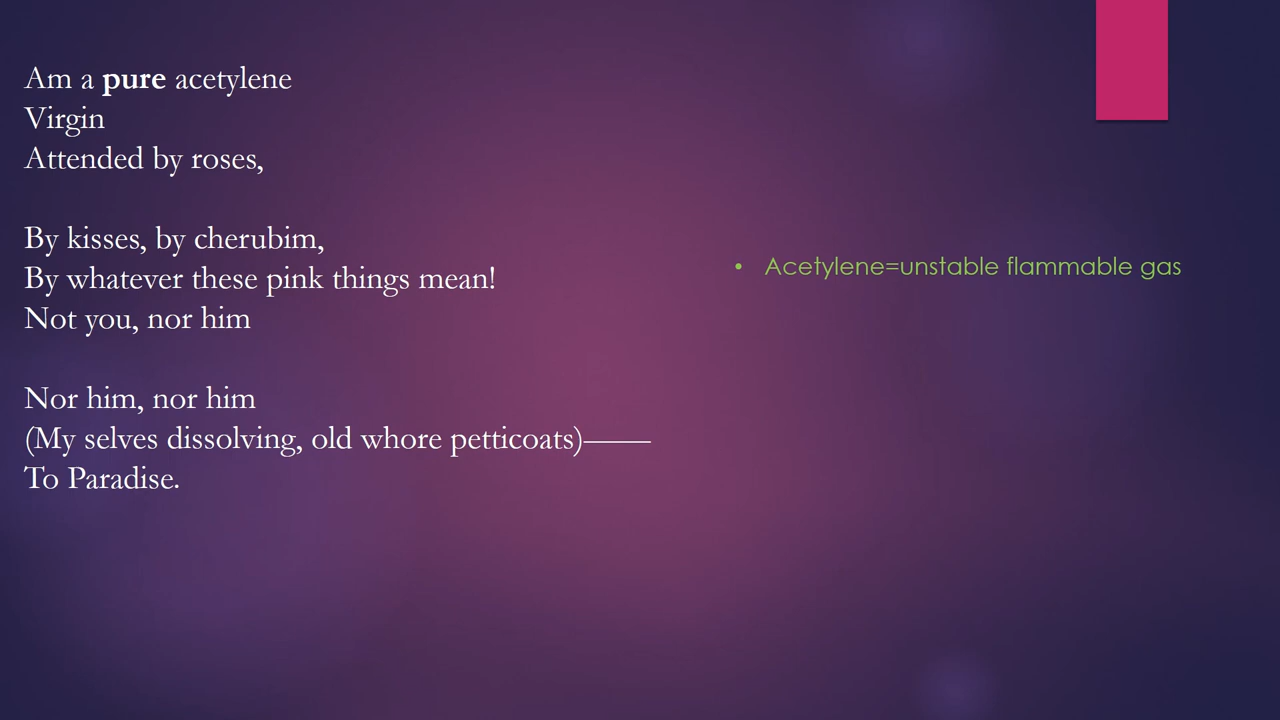 Am a pure acetylene
Virgin
Attended by roses,
By kisses, by cherubim,
By whatever these pink things mean!
Not you, nor him
Nor him, nor him
(My selves dissolving, old whore petticoats)——
To Paradise.
• Acetylene=unstable flammable gas